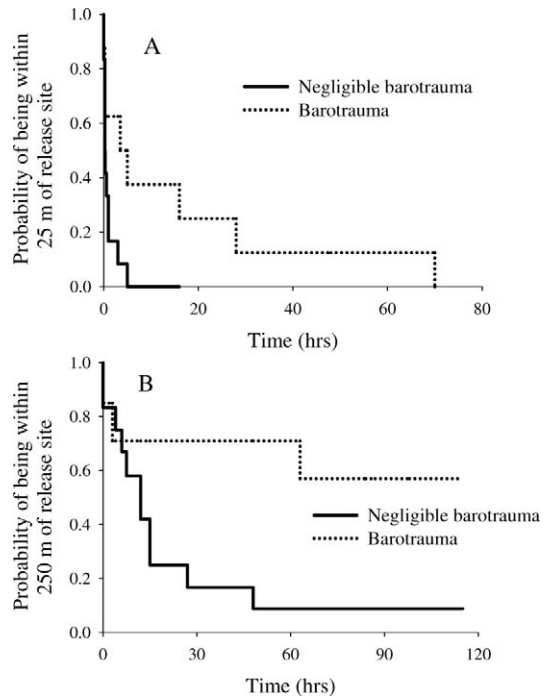 A
Negligible barotrauma
Barotrauma
Probability of being within
25 m of release site
1.0
0.8
0.6
0.4
0.2
0.0
0
20
40
60
80
Time (hrs)
B
Negligible barotrauma
Barotrauma
Probability of being within
250 m of release site
1.0
0.8
0.6
0.4
0.2
0.0
0
30
60
90
120
Time (hrs)